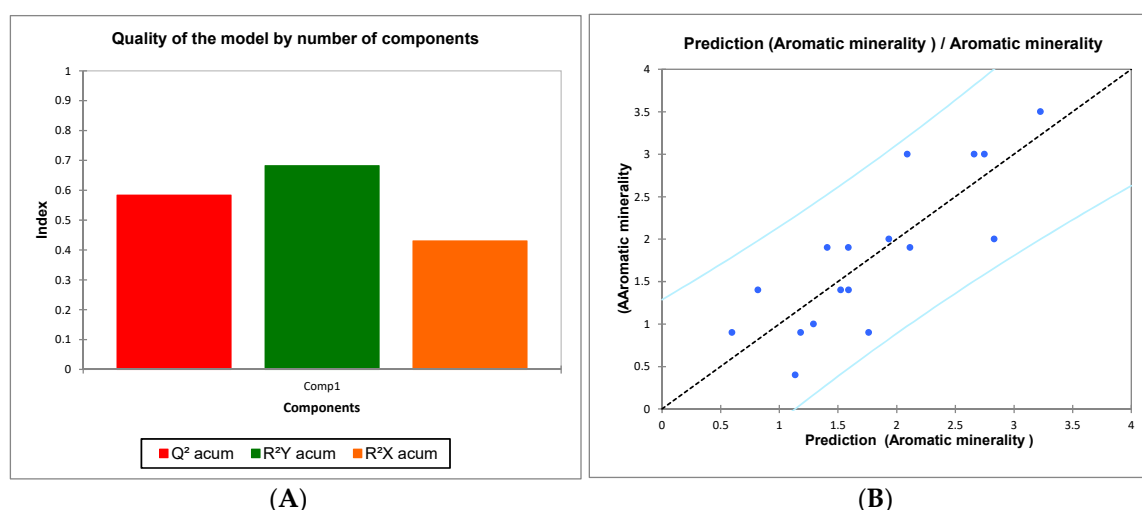 Quality of the model by number of components
1
0.9
0.8
0.7
0.6
0.5
0.4
0.3
0.2
0.1
0
Index
Comp1
Components
Q² acum R²Y acum R²X acum
(A)
Prediction (Aromatic minerality ) / Aromatic minerality
4
3.5
3
2.5
2
1.5
1
0.5
0
(AAromatic minerality
0 0.5 1 1.5 2 2.5 3 3.5 4
Prediction (Aromatic minerality )
(B)